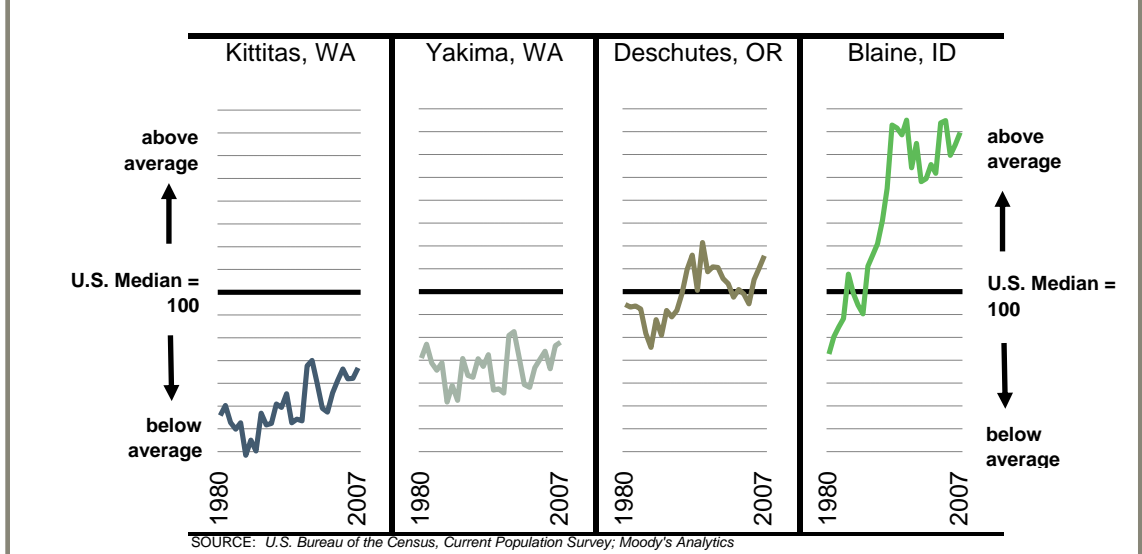 Kittitas, WA
Yakima, WA
Deschutes, OR
Blaine, ID
above
average
U.S. Median =
100
below
average
above
average
U.S. Median =
100
below
average
1980
2007
1980
2007
1980
2007
1980
2007
SOURCE: U.S. Bureau of the Census, Current Population Survey; Moody's Analytics